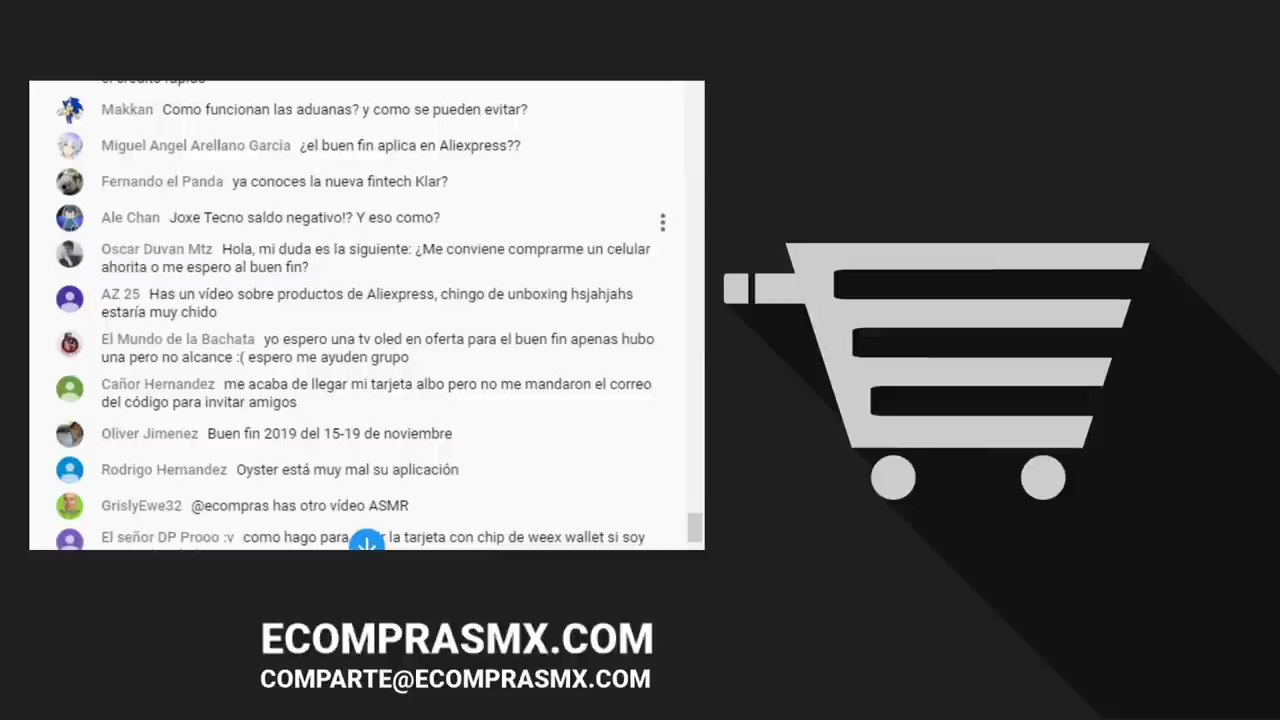 el crédito rápido
Makkan Como funcionan las aduanas? y como se pueden evitar?
Miguel Angel Arellano Garcia ¿el buen fin aplica en Aliexpress??
Fernando el Panda ya conoces la nueva fintech Klar?
Ale Chan Joxe Tecno saldo negativo!? Y eso como?
Oscar Duvan Mtz Hola, mi duda es la siguiente: ¿Me conviene comprarme un celular
ahorita o me espero al buen fin?
AZ 25 Has un vídeo sobre productos de Aliexpress, chingo de unboxing hsjahjahs
estaría muy chido
El Mundo de la Bachata yo espero una tv oled en oferta para el buen fin apenas hubo
una pero no alcance :( espero me ayuden grupo
Cañor Hernandez me acaba de llegar mi tarjeta albo pero no me mandaron el correo
del código para invitar amigos
Oliver Jimenez Buen fin 2019 del 15-19 de noviembre
Rodrigo Hernandez Oyster está muy mal su aplicación
GrislyEwe32 @ecompras has otro vídeo ASMR
El señor DP Prooo :v como hago para la tarjeta con chip de weex wallet si soy
ECOMPRASMX.COM
COMPARTE@ECOMPRASMX.COM